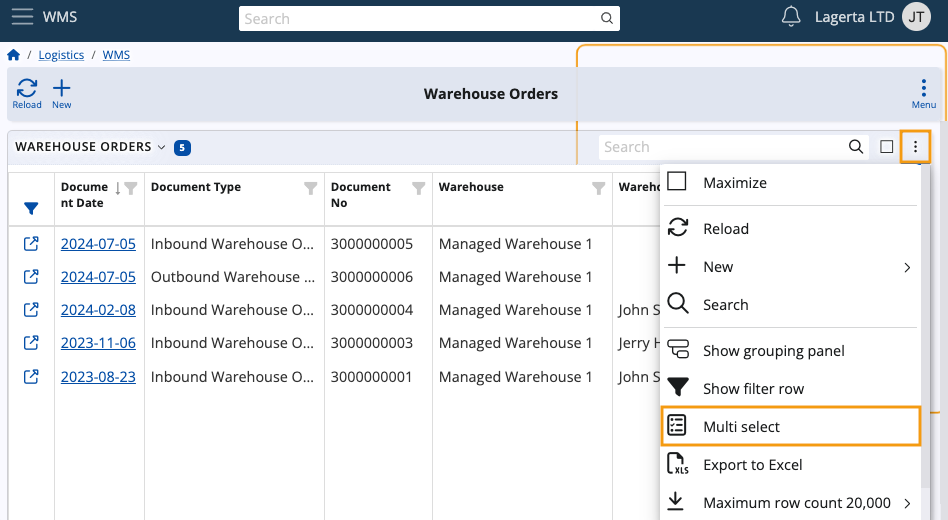 WMS
Search
Lagerta LTD
JT
/ Logistics / WMS
Reload
New
Warehouse Orders
Menu
WAREHOUSE ORDERS
5
Search
Docume
nt Date
Document Type
Document
No
Warehouse
2024-07-05 Inbound Warehouse O... 3000000005 Managed Warehouse 1
2024-07-05 Outbound Warehouse ... 3000000006 Managed Warehouse 1
2024-02-08 Inbound Warehouse O... 3000000004 Managed Warehouse 1 John S
2023-11-06 Inbound Warehouse O... 3000000003 Managed Warehouse 1 Jerry H
2023-08-23 Inbound Warehouse O... 3000000001 Managed Warehouse 1 John S
Maximize
Reload
New
Search
Show grouping panel
Show filter row
Multi select
XLS Export to Excel
Maximum row count 20,000